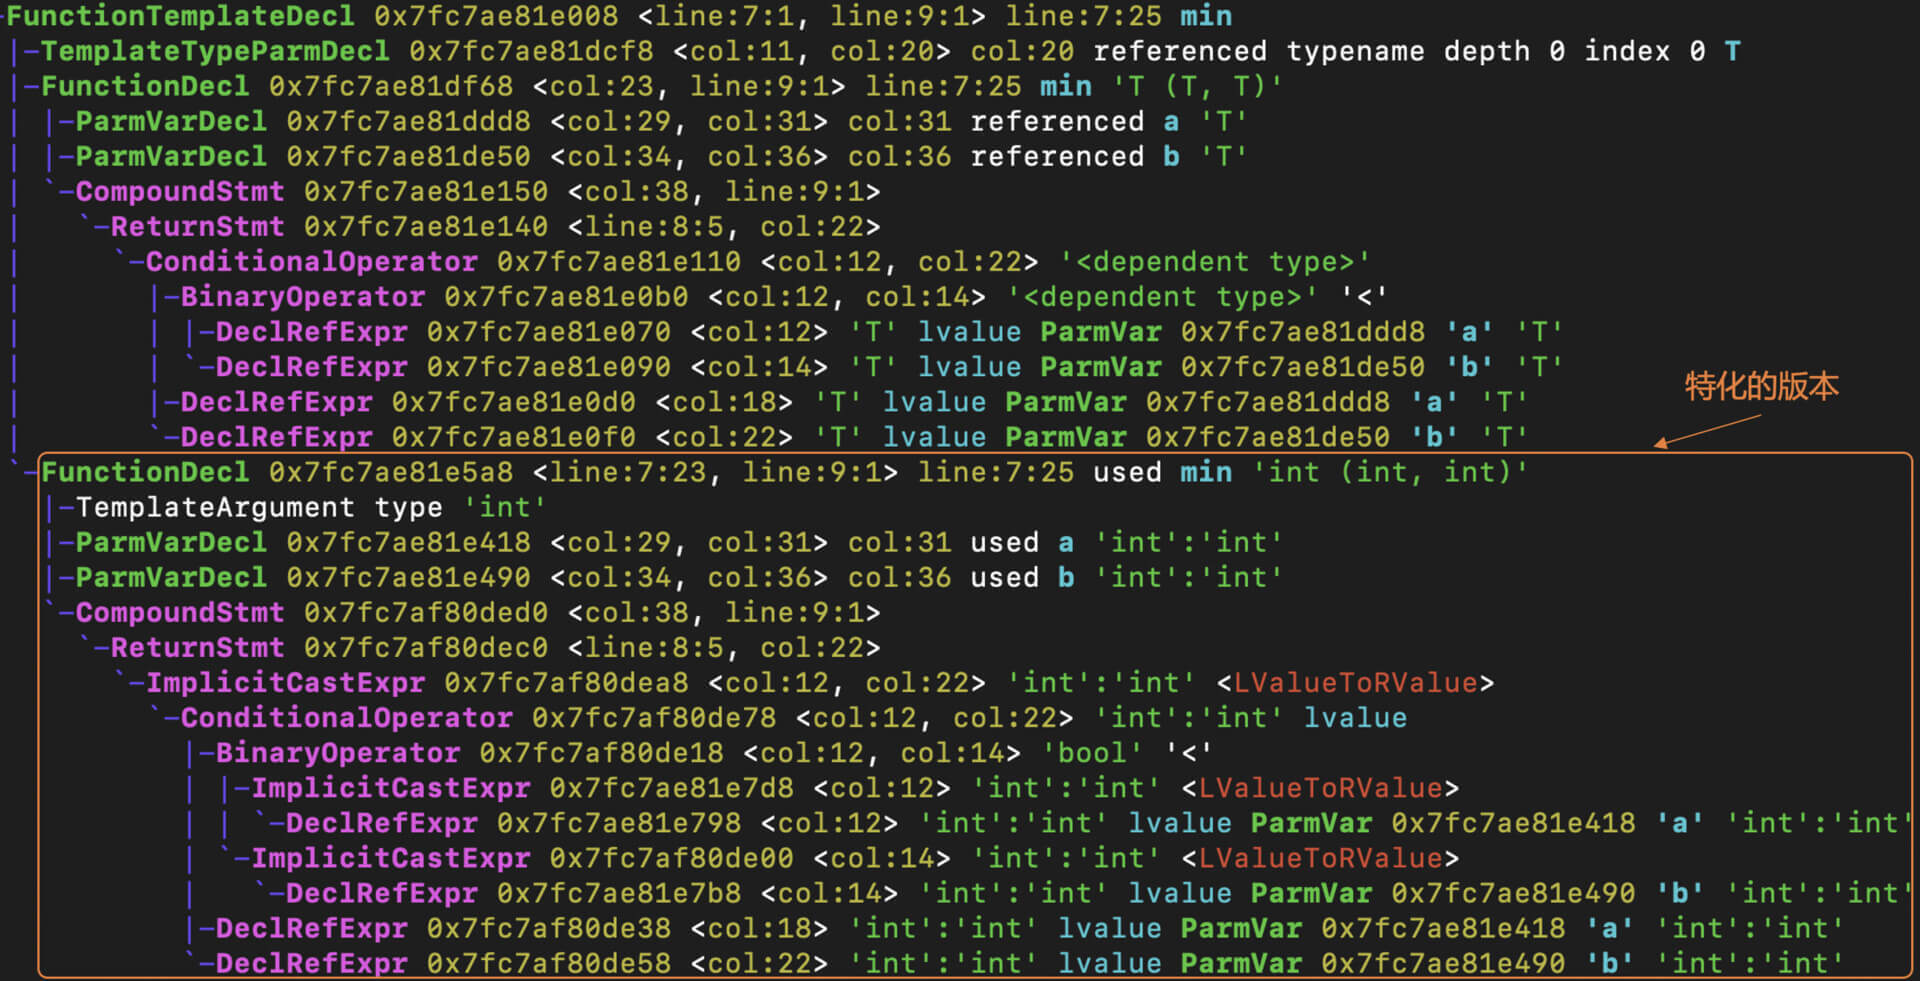 -FunctionTemplateDecl 0x7fc7ae81e008 <line:7:1, line:9:1> line:7:25 min
|-TemplateTypeParmDecl 0x7fc7ae81dcf8 <col:11, col:20> col:20 referenced typename depth 0 index 0 T
|-FunctionDecl 0x7fc7ae81df68 <col:23, line:9:1> line:7:25 min 'T (T, T)'
| |-ParmVarDecl 0x7fc7ae81ddd8 <col:29, col:31> col:31 referenced a 'T'
| |-ParmVarDecl 0x7fc7ae81de50 <col:34, col:36> col:36 referenced b 'T'
| `-CompoundStmt 0x7fc7ae81e150 <col:38, line:9:1>
|   `-ReturnStmt 0x7fc7ae81e140 <line:8:5, col:22>
|     `-ConditionalOperator 0x7fc7ae81e110 <col:12, col:22> '<dependent type>'
|       |-BinaryOperator 0x7fc7ae81e0b0 <col:12, col:14> '<dependent type>' '<'
|       | |-DeclRefExpr 0x7fc7ae81e070 <col:12> 'T' lvalue ParmVar 0x7fc7ae81ddd8 'a' 'T'
|       | `-DeclRefExpr 0x7fc7ae81e090 <col:14> 'T' lvalue ParmVar 0x7fc7ae81de50 'b' 'T'
特化的版本
|       |-DeclRefExpr 0x7fc7ae81e0d0 <col:18> 'T' lvalue ParmVar 0x7fc7ae81ddd8 'a' 'T'
|       `-DeclRefExpr 0x7fc7ae81e0f0 <col:22> 'T' lvalue ParmVar 0x7fc7ae81de50 'b' 'T'
`-FunctionDecl 0x7fc7ae81e5a8 <line:7:23, line:9:1> line:7:25 used min 'int (int, int)'
  |-TemplateArgument type 'int'
  |-ParmVarDecl 0x7fc7ae81e418 <col:29, col:31> col:31 used a 'int':'int'
  |-ParmVarDecl 0x7fc7ae81e490 <col:34, col:36> col:36 used b 'int':'int'
  `-CompoundStmt 0x7fc7af80ded0 <col:38, line:9:1>
    `-ReturnStmt 0x7fc7af80dec0 <line:8:5, col:22>
      `-ImplicitCastExpr 0x7fc7af80dea8 <col:12, col:22> 'int':'int' <LValueToRValue>
        `-ConditionalOperator 0x7fc7af80de78 <col:12, col:22> 'int':'int' lvalue
          |-BinaryOperator 0x7fc7af80de18 <col:12, col:14> 'bool' '<'
          | |-ImplicitCastExpr 0x7fc7ae81e7d8 <col:12> 'int':'int' <LValueToRValue>
          | | `-DeclRefExpr 0x7fc7ae81e798 <col:12> 'int':'int' lvalue ParmVar 0x7fc7ae81e418 'a' 'int':'int'
          | `-ImplicitCastExpr 0x7fc7af80de00 <col:14> 'int':'int' <LValueToRValue>
          |   `-DeclRefExpr 0x7fc7ae81e7b8 <col:14> 'int':'int' lvalue ParmVar 0x7fc7ae81e490 'b' 'int':'int'
          |-DeclRefExpr 0x7fc7af80de38 <col:18> 'int':'int' lvalue ParmVar 0x7fc7ae81e418 'a' 'int':'int'
          `-DeclRefExpr 0x7fc7af80de58 <col:22> 'int':'int' lvalue ParmVar 0x7fc7ae81e490 'b' 'int':'int'